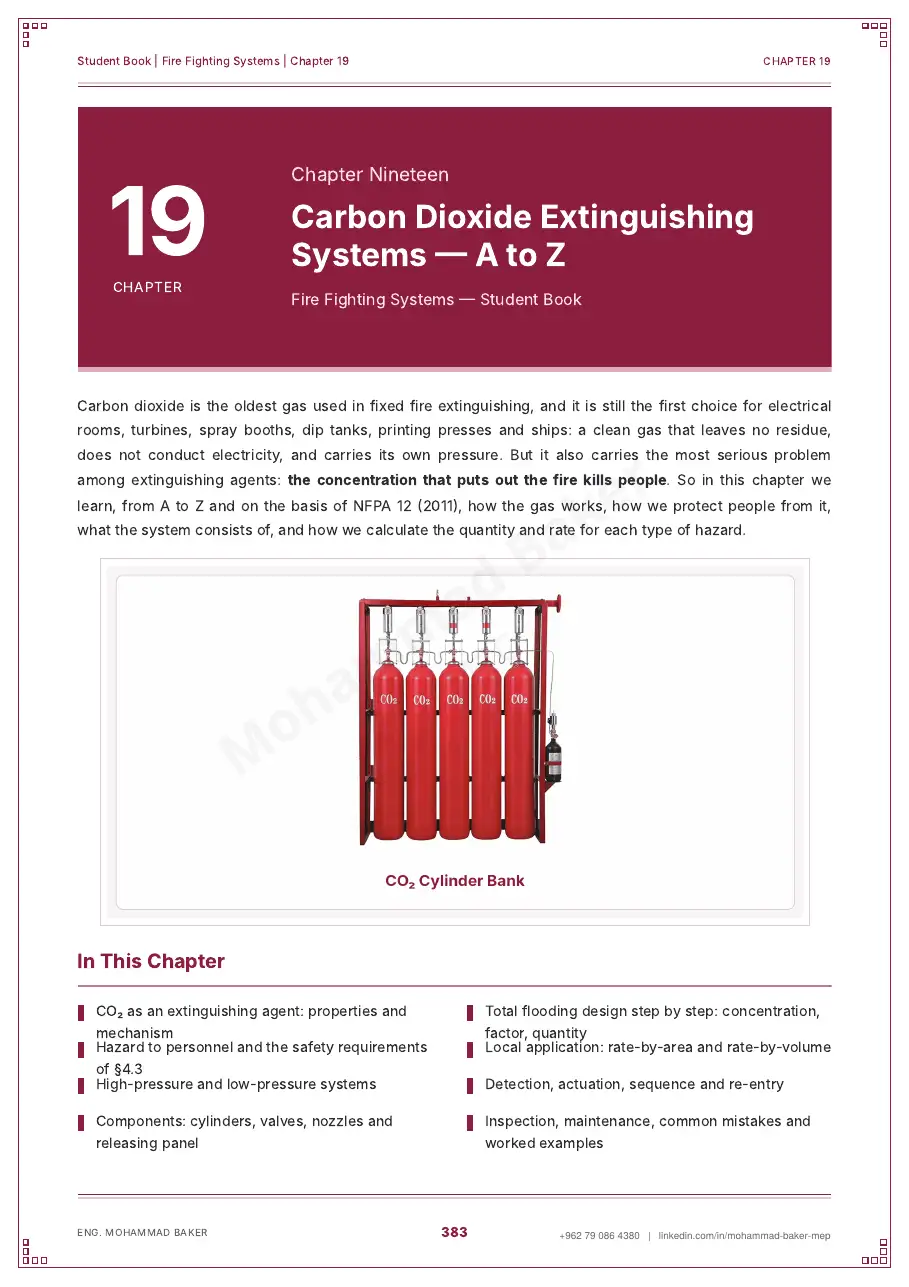 Student Book | Fire Fighting Systems | Chapter 19
CHAPTER 19
19
CHAPTER
Chapter Nineteen
Carbon Dioxide Extinguishing
Systems — A to Z
Fire Fighting Systems — Student Book
Carbon dioxide is the oldest gas used in fixed fire extinguishing, and it is still the first choice for electrical
rooms, turbines, spray booths, dip tanks, printing presses and ships: a clean gas that leaves no residue,
does not conduct electricity, and carries its own pressure. But it also carries the most serious problem
among extinguishing agents: the concentration that puts out the fire kills people. So in this chapter we
learn, from A to Z and on the basis of NFPA 12 (2011), how the gas works, how we protect people from it,
what the system consists of, and how we calculate the quantity and rate for each type of hazard.
Mohammad baker
CO₂ CO₂ CO₂ CO₂ CO₂
CO₂ Cylinder Bank
In This Chapter
CO₂ as an extinguishing agent: properties and
mechanism
Hazard to personnel and the safety requirements
of §4.3
High-pressure and low-pressure systems
Components: cylinders, valves, nozzles and
releasing panel
Total flooding design step by step: concentration,
factor, quantity
Local application: rate-by-area and rate-by-volume
Detection, actuation, sequence and re-entry
Inspection, maintenance, common mistakes and
worked examples
ENG. MOHAMMAD BAKER
383
+962 79 086 4380 | linkedin.com/in/mohammad-baker-mep